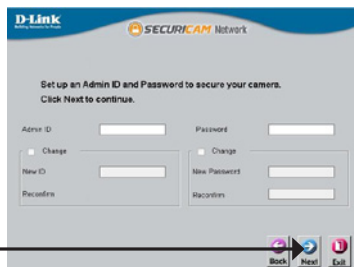 D-Link
Building Networks for People
SECURICAM Network
Set up an Admin ID and Password to secure your camera.
Click Next to continue.
Admin ID Password
Change Change
New ID New Password
Reconfirm Reconfirm
Back Next Exit